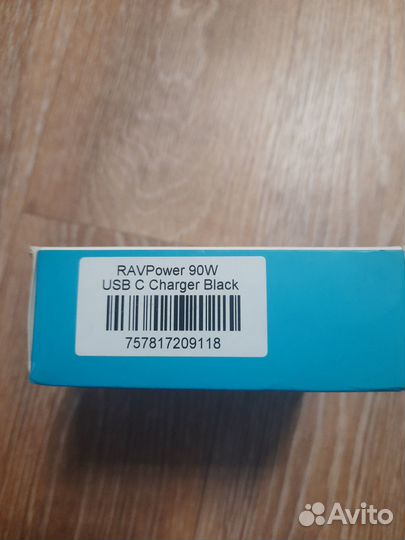 RAVPower 90W
USB C Charger Black
757817209118
Avito